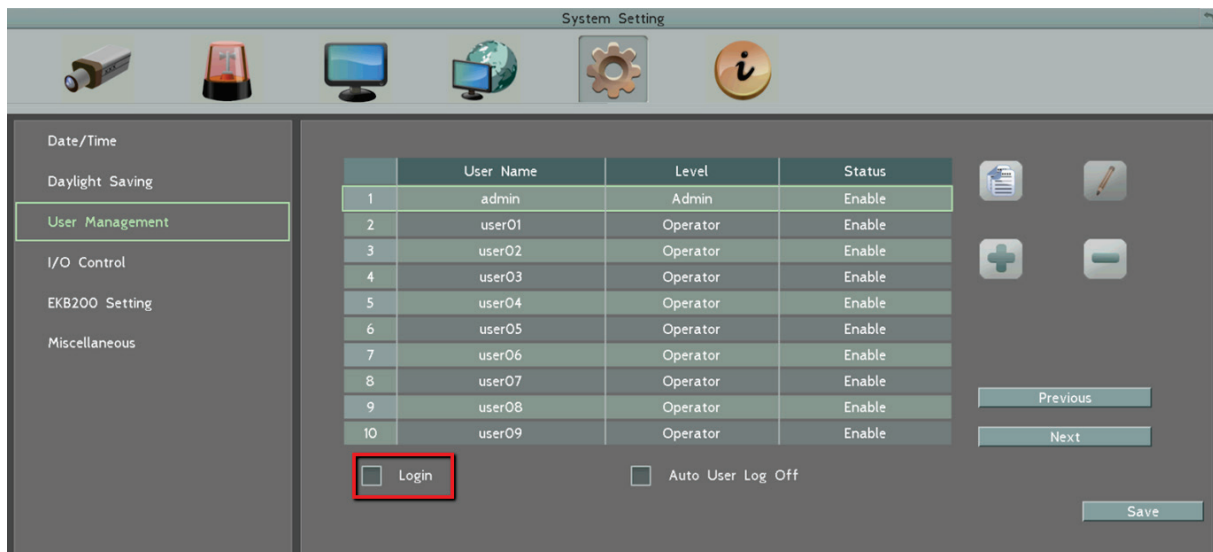 System Setting
Date/Time
Daylight Saving
User Management
I/O Control
EKB200 Setting
Miscellaneous
User Name Level Status
1 admin Admin Enable
2 user01 Operator Enable
3 user02 Operator Enable
4 user03 Operator Enable
5 user04 Operator Enable
6 user05 Operator Enable
7 user06 Operator Enable
8 user07 Operator Enable
9 user08 Operator Enable
10 user09 Operator Enable
Login Auto User Log Off
Previous
Next
Save